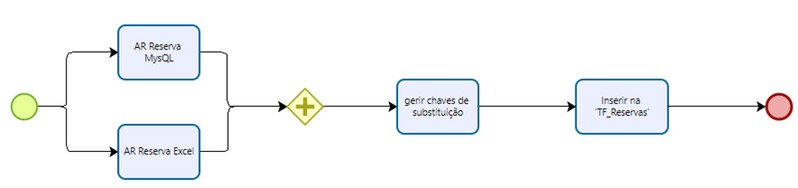 AR Reserva
MysQL
AR Reserva Excel
gerir chaves de
substituição
Inserir na
'TF_Reservas'